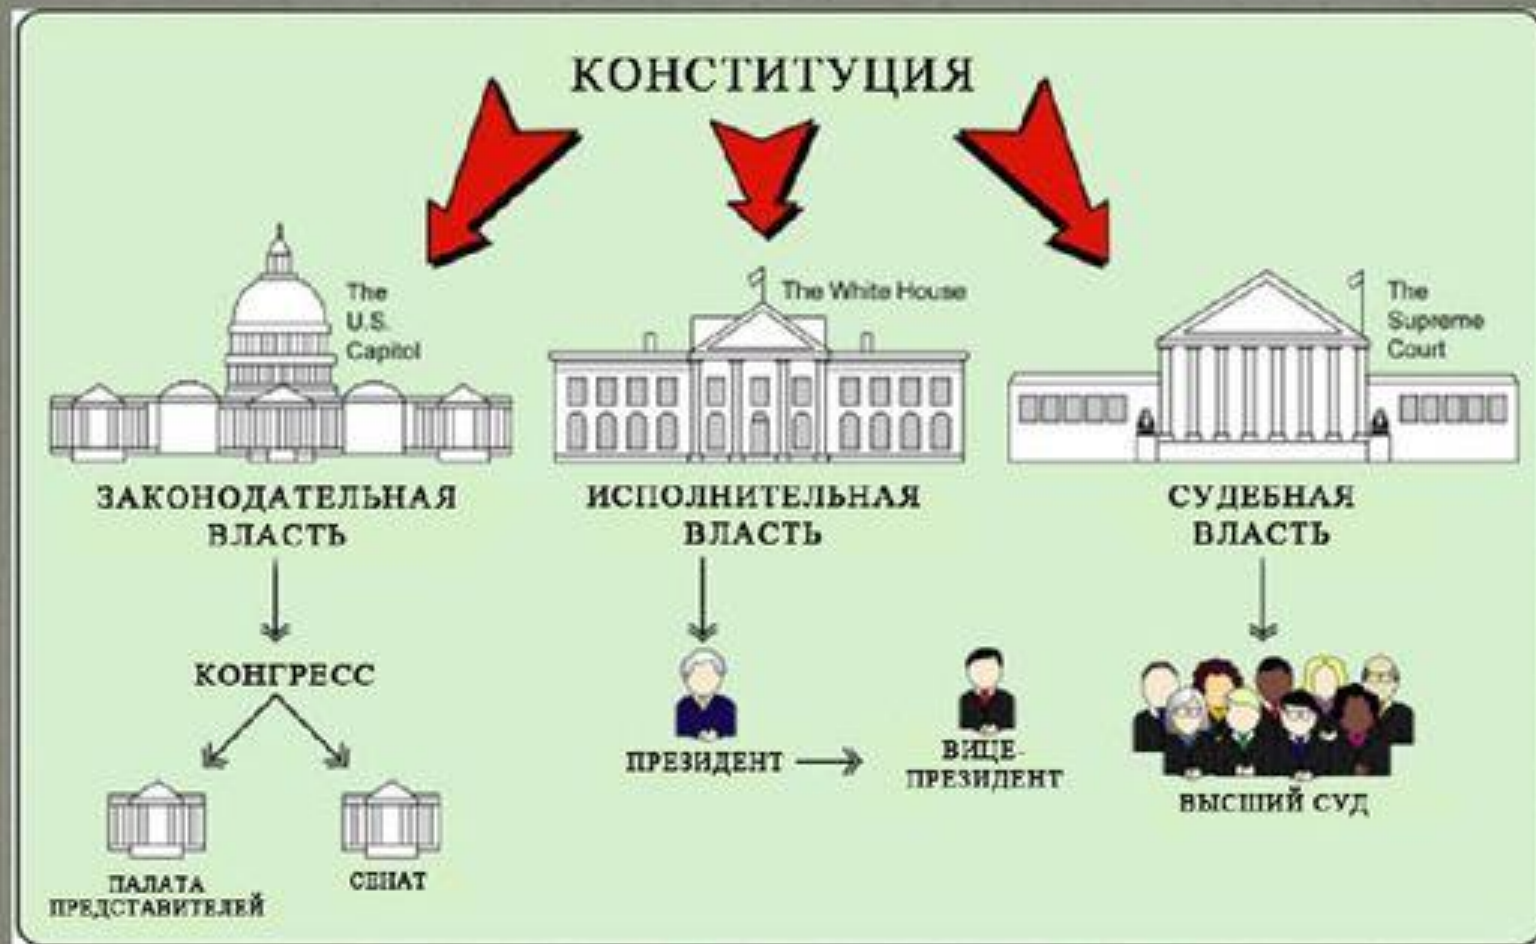 КОНСТИТУЦИЯ
The
U.S.
Capitol
The White House
The
Supreme
Court
ЗАКОНОДАТЕЛЬНАЯ
ВЛАСТЬ
ИСПОЛНИТЕЛЬНАЯ
ВЛАСТЬ
СУДЕБНАЯ
ВЛАСТЬ
КОНГРЕСС
ПАЛАТА
ПРЕДСТАВИТЕЛЕЙ
СЕНАТ
ПРЕЗИДЕНТ
ВИЦЕ-
ПРЕЗИДЕНТ
ВЫСШИЙ СУД